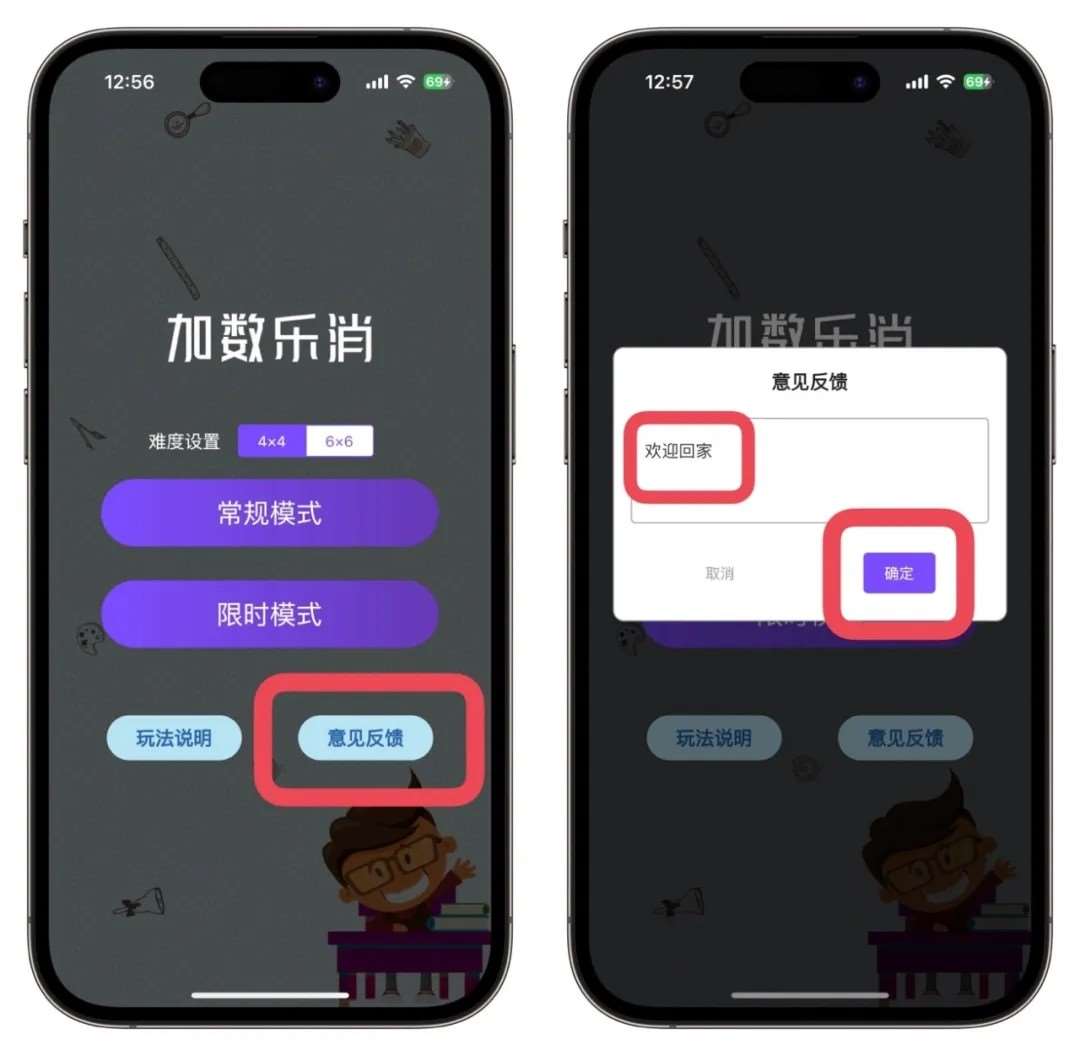 12:56
69
加数乐消
难度设置 4×4 6×6
常规模式
限时模式
玩法说明 意见反馈
12:57
69
加数乐消
意见反馈
欢迎回家
取消 确定
玩法说明 意见反馈